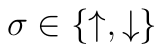 σ ∈ {↑, ↓}